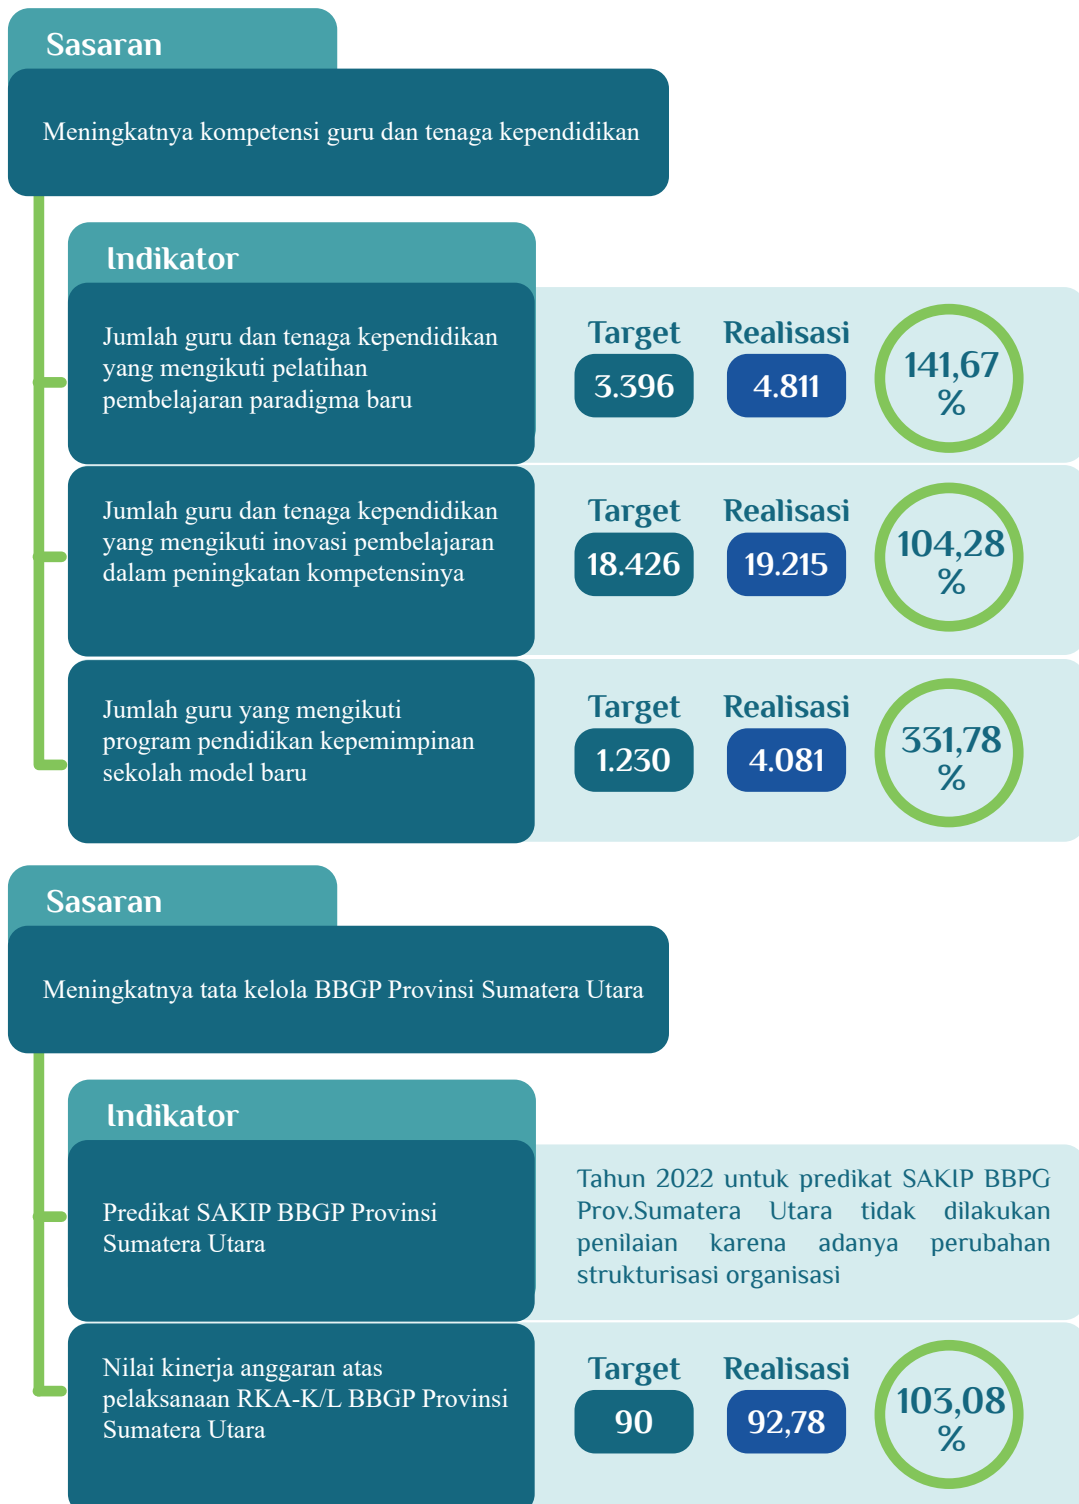 Sasaran
Meningkatnya kompetensi guru dan tenaga kependidikan
Indikator
Jumlah guru dan tenaga kependidikan
yang mengikuti pelatihan
pembelajaran paradigma baru
Target Realisasi
3.396 4.811
141,67
%
Jumlah guru dan tenaga kependidikan
yang mengikuti inovasi pembelajaran
dalam peningkatan kompetensinya
Target Realisasi
18.426 19.215
104,28
%
Jumlah guru yang mengikuti
program pendidikan kepemimpinan
sekolah model baru
Target Realisasi
1.230 4.081
331,78
%
Sasaran
Meningkatnya tata kelola BBGP Provinsi Sumatera Utara
Indikator
Predikat SAKIP BBGP Provinsi
Sumatera Utara
Tahun 2022 untuk predikat SAKIP BBPG
Prov.Sumatera Utara tidak dilakukan
penilaian karena adanya perubahan
strukturisasi organisasi
Nilai kinerja anggaran atas
pelaksanaan RKA-K/L BBGP Provinsi
Sumatera Utara
Target Realisasi
90 92,78
103,08
%